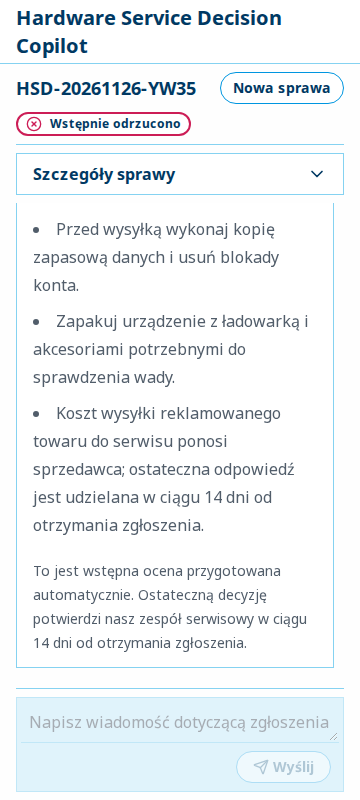 Hardware Service Decision
Copilot
HSD-20261126-YW35
Nowa sprawa
Wstępnie odrzucono
Szczegóły sprawy
• Przed wysyłką wykonaj kopię
zapasową danych i usuń blokady
konta.
• Zapakuj urządzenie z ładowarką i
akcesoriami potrzebnymi do
sprawdzenia wady.
• Koszt wysyłki reklamowanego
towaru do serwisu ponosi
sprzedawca; ostateczna odpowiedź
jest udzielana w ciągu 14 dni od
otrzymania zgłoszenia.
To jest wstępna ocena przygotowana
automatycznie. Ostateczną decyzję
potwierdzi nasz zespół serwisowy w ciągu
14 dni od otrzymania zgłoszenia.
Napisz wiadomość dotyczącą zgłoszenia
Wyślij